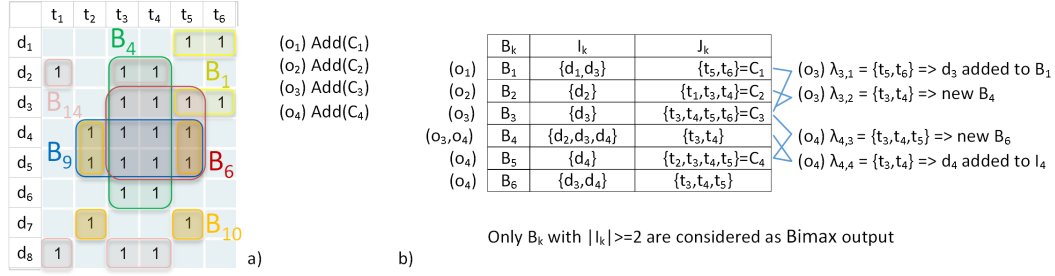 t₁ t₂ t₃ t₄ t₅ t₆
d₁ B₄ 1 1
d₂ 1 1 1 B₁
d₃ B₁₄ 1 1 1 1
d₄ 1 1 1 1
B₉ B₆
d₅ 1 1 1 1
d₆ 1 1
d₇ 1 1 B₁₀
d₈ 1 1 1
a)
(o₁) Add(C₁)
(o₂) Add(C₂)
(o₃) Add(C₃)
(o₄) Add(C₄)
Bₖ Iₖ Jₖ
(o₁) B₁ {d₁,d₃} {t₅,t₆}=C₁
(o₂) B₂ {d₂} {t₁,t₃,t₄}=C₂
(o₃) B₃ {d₃} {t₃,t₄,t₅,t₆}=C₃
(o₃,o₄) B₄ {d₂,d₃,d₄} {t₃,t₄}
(o₄) B₅ {d₄} {t₂,t₃,t₄,t₅}=C₄
(o₄) B₆ {d₃,d₄} {t₃,t₄,t₅}
(o₃) λ₃,₁ = {t₅,t₆} => d₃ added to B₁
(o₃) λ₃,₂ = {t₃,t₄} => new B₄
(o₄) λ₄,₃ = {t₃,t₄,t₅} => new B₆
(o₄) λ₄,₄ = {t₃,t₄} => d₄ added to I₄
Only Bₖ with |Iₖ|>=2 are considered as Bimax output
b)